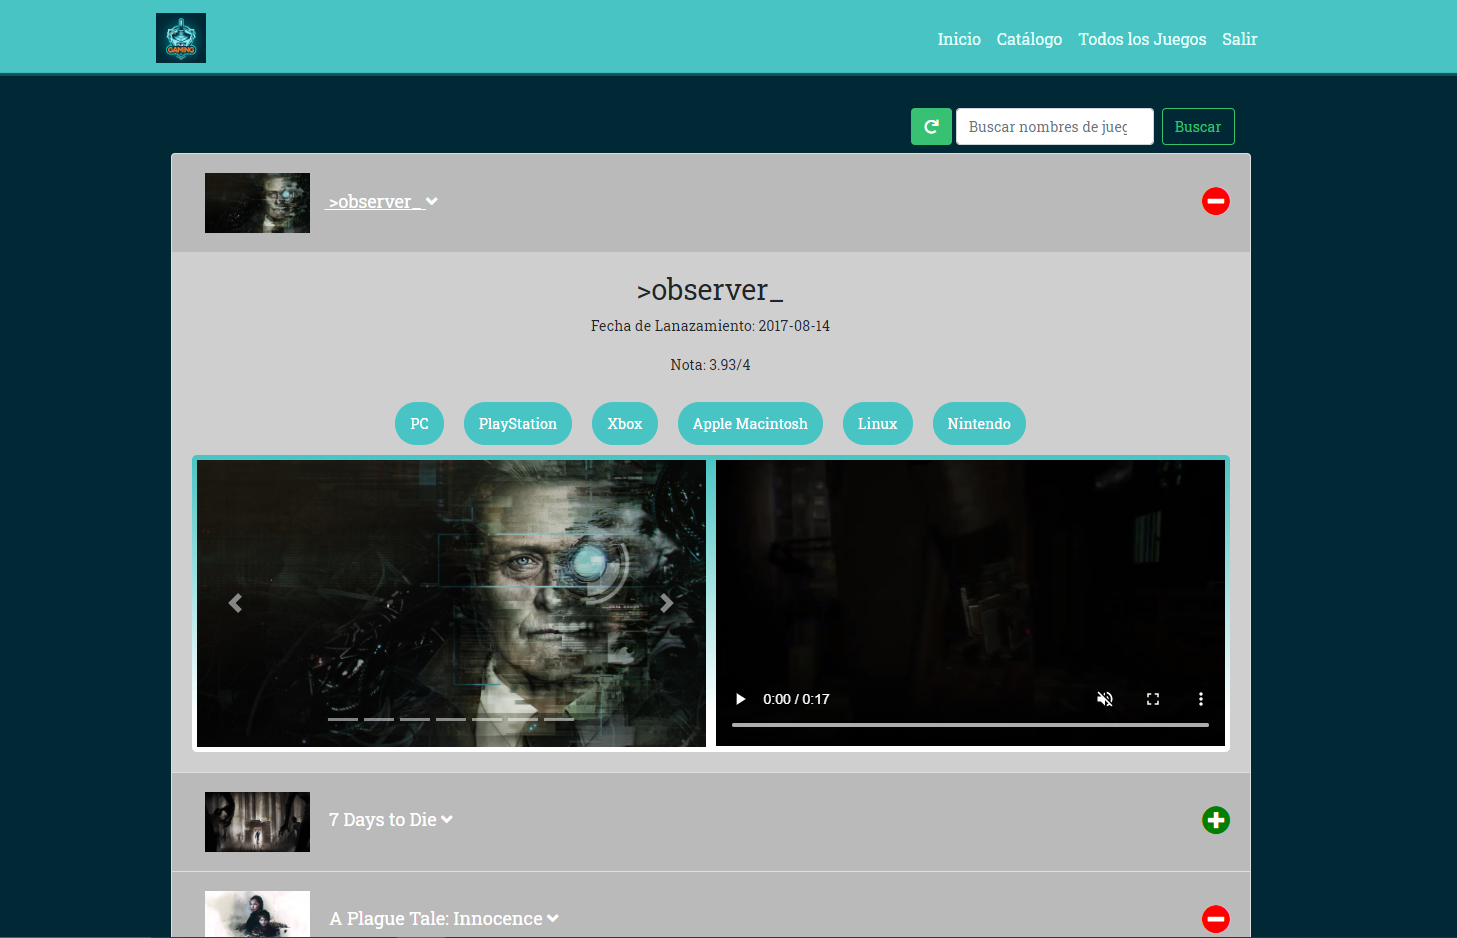 GAMING
Inicio Catálogo Todos los Juegos Salir
Buscar nombres de jueg Buscar
>observer_
>observer_
Fecha de Lanazamiento: 2017-08-14
Nota: 3.93/4
PC PlayStation Xbox Apple Macintosh Linux Nintendo
0:00 / 0:17
7 Days to Die
A Plague Tale: Innocence